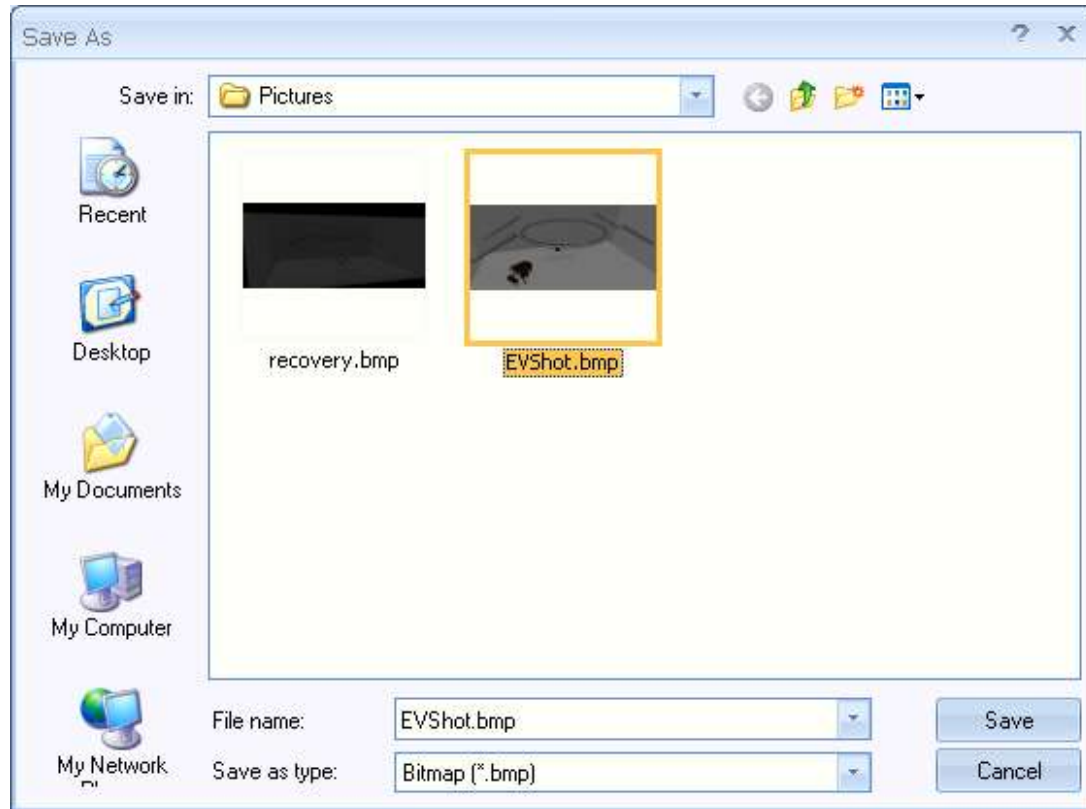 Save As
Save in:
Pictures
Recent
Desktop
My Documents
My Computer
My Network
recovery.bmp
EVShot.bmp
File name:
EVShot.bmp
Save
Save as type:
Bitmap (*.bmp)
Cancel